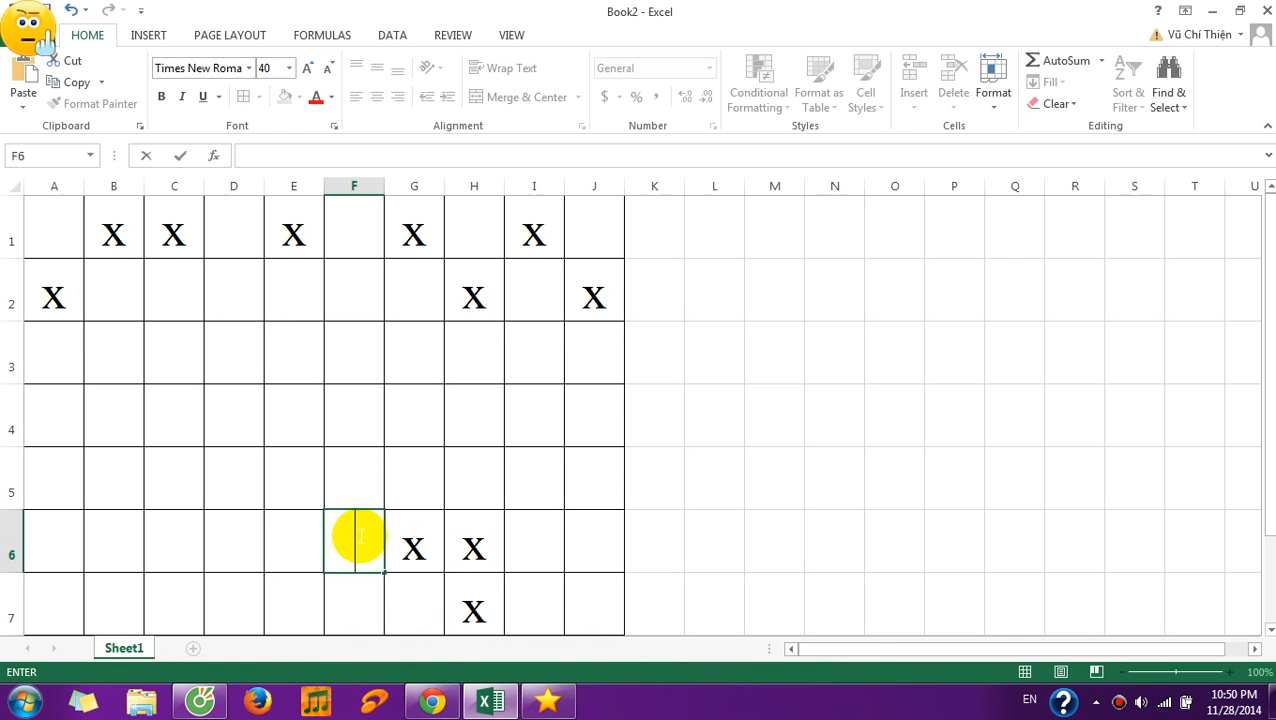 Book2 - Excel
HOME INSERT PAGE LAYOUT FORMULAS DATA REVIEW VIEW
Vũ Chí Thiện
Paste
Cut
Copy
Format Painter
Clipboard
Times New Roma 40
B I U
Font
Wrap Text
Merge & Center
Alignment
General
$ % ,
Number
Conditional Formatting
Format as Table
Cell Styles
Styles
Insert
Delete
Format
Cells
AutoSum
Fill
Clear
Sort & Filter
Find & Select
Editing
F6
fx
A B C D E F G H I J K L M N O P Q R S T U
1 X X X X X
2 X X X
3
4
5
6 X X
7 X
Sheet1
ENTER
100%
EN
10:50 PM
11/28/2014